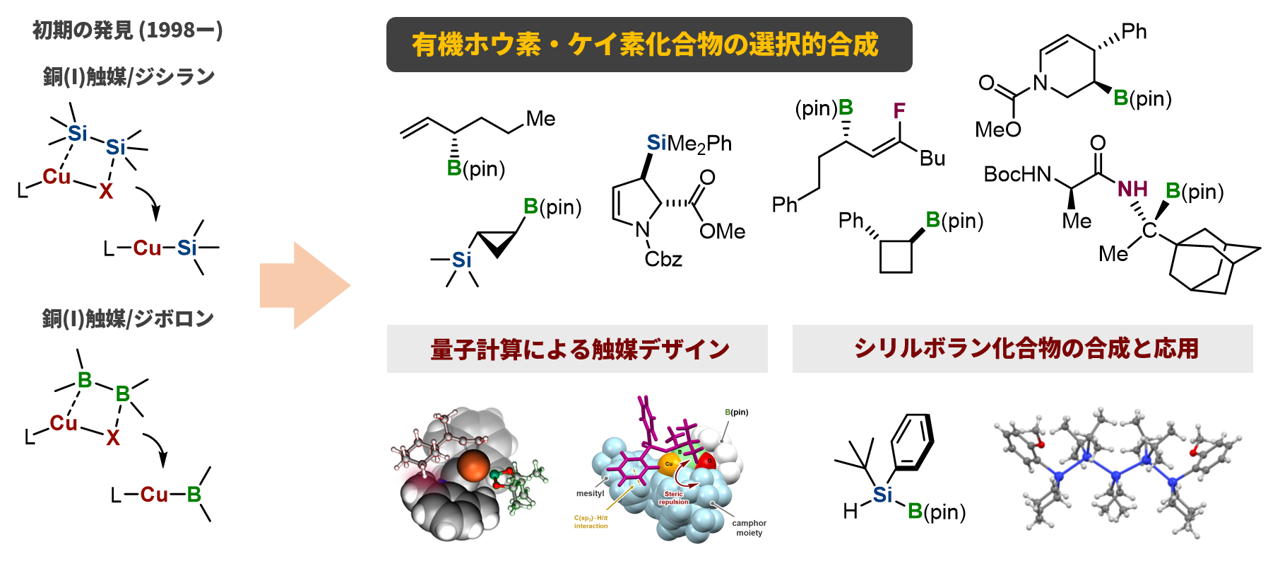 初期の発見 (1998ー)
銅(I)触媒/ジシラン
Si
Si
Cu
L
X
L
Cu
Si
銅(I)触媒/ジボロン
B
B
Cu
L
X
L
Cu
B
有機ホウ素・ケイ素化合物の選択的合成
Me
B(pin)
B(pin)
Si
SiMe2Ph
O
OMe
N
Cbz
(pin)B
F
Bu
Ph
Ph
B(pin)
Ph
O
N
B(pin)
MeO
O
BocHN
NH
B(pin)
Me
C
Me
量子計算による触媒デザイン
B(pin)
B
Cu
O
mesityl
Steric
repulsion
C(sp2)–H/π
interaction
camphor
moiety
シリルボラン化合物の合成と応用
Si
H
B(pin)